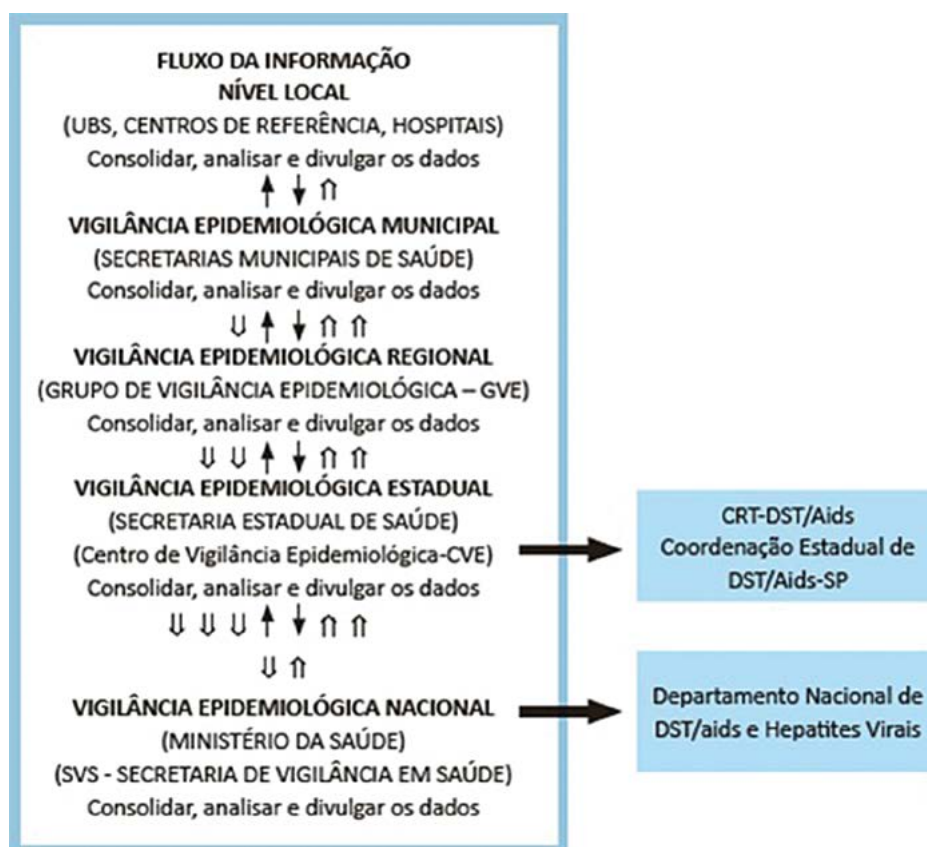 FLUXO DA INFORMAÇÃO
NÍVEL LOCAL
(UBS, CENTROS DE REFERÊNCIA, HOSPITAIS)
Consolidar, analisar e divulgar os dados
VIGILÂNCIA EPIDEMIOLÓGICA MUNICIPAL
(SECRETARIAS MUNICIPAIS DE SAÚDE)
Consolidar, analisar e divulgar os dados
VIGILÂNCIA EPIDEMIOLÓGICA REGIONAL
(GRUPO DE VIGILÂNCIA EPIDEMIOLÓGICA – GVE)
Consolidar, analisar e divulgar os dados
VIGILÂNCIA EPIDEMIOLÓGICA ESTADUAL
(SECRETARIA ESTADUAL DE SAÚDE)
(Centro de Vigilância Epidemiológica-CVE)
Consolidar, analisar e divulgar os dados
CRT-DST/Aids
Coordenação Estadual de
DST/Aids-SP
VIGILÂNCIA EPIDEMIOLÓGICA NACIONAL
(MINISTÉRIO DA SAÚDE)
(SVS - SECRETARIA DE VIGILÂNCIA EM SAÚDE)
Consolidar, analisar e divulgar os dados
Departamento Nacional de
DST/aids e Hepatites Virais